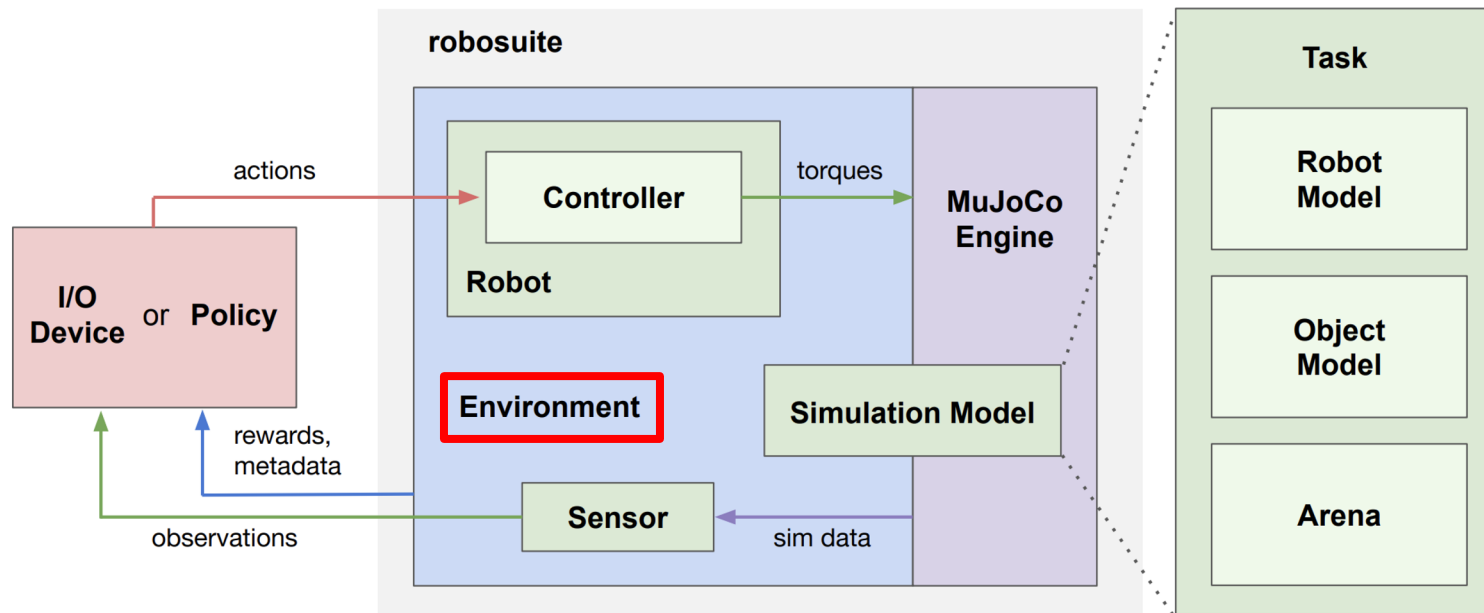 robosuite
Task
actions
Controller
torques
MuJoCo
Engine
Robot
Robot
Model
I/O
Device
or
Policy
Environment
Simulation Model
Object
Model
rewards,
metadata
Sensor
sim data
observations
Arena